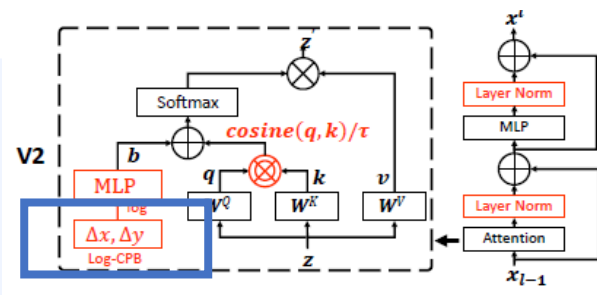 z'
x^l
Layer Norm
MLP
Softmax
cosine(q, k)/τ
V2
b
q
k
v
MLP
log
W^Q
W^K
W^V
Layer Norm
Δx, Δy
Log-CPB
Attention
z
x_{l-1}